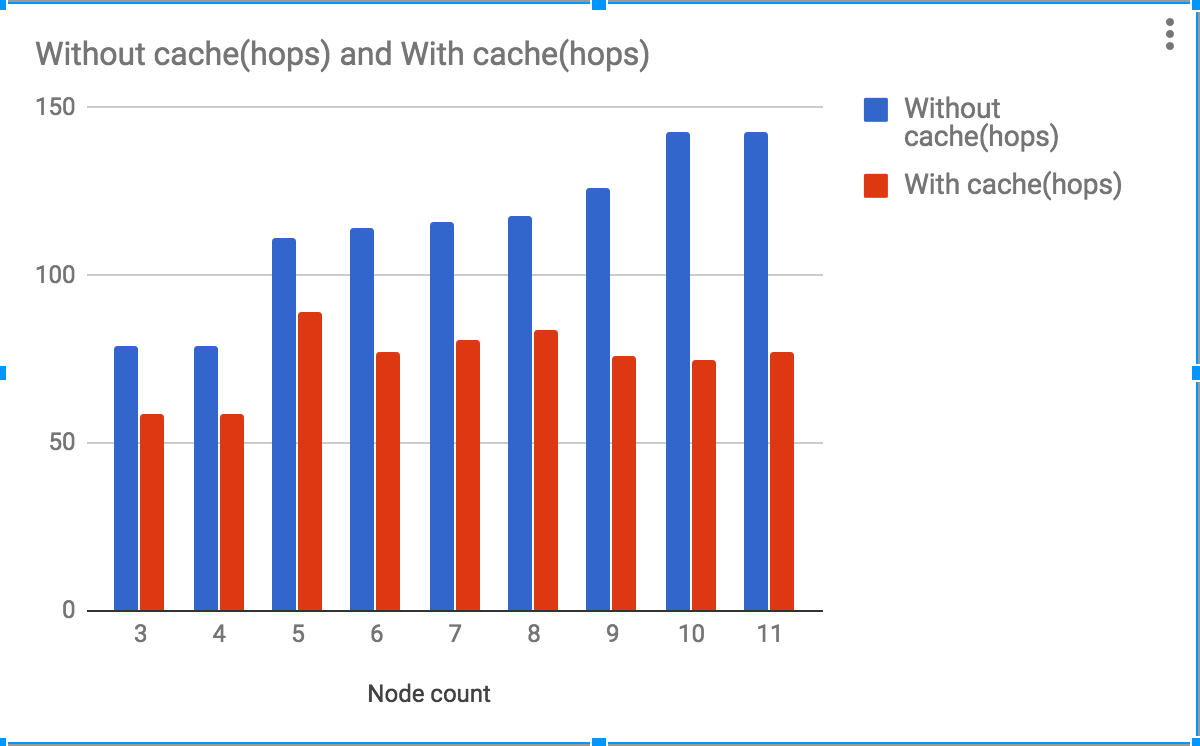 Without cache(hops) and With cache(hops)
150
100
50
0
3 4 5 6 7 8 9 10 11
Node count
Without
cache(hops)
With cache(hops)